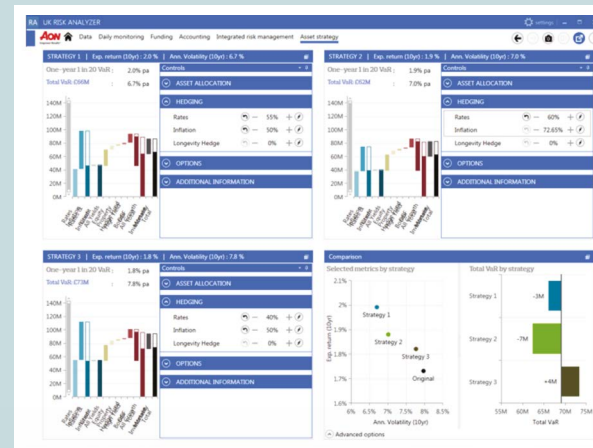 RA UK RISK ANALYZER
settings
AON
Data Daily monitoring Funding Accounting Integrated risk management Asset strategy
STRATEGY 1 | Exp. return (10yr) : 2.0 % | Ann. Volatility (10yr) : 6.7 %
One-year 1 in 20 VaR : 2.0% pa
Total VaR: £66M 6.7% pa
140M
120M
100M
80M
60M
40M
20M
0M
Controls
ASSET ALLOCATION
HEDGING
Rates 55%
Inflation 50%
Longevity Hedge 0%
OPTIONS
ADDITIONAL INFORMATION
STRATEGY 2 | Exp. return (10yr) : 1.9 % | Ann. Volatility (10yr) : 7.0 %
One-year 1 in 20 VaR : 1.9% pa
Total VaR: £62M 7.0% pa
140M
120M
100M
80M
60M
40M
20M
0M
Controls
ASSET ALLOCATION
HEDGING
Rates 60%
Inflation 72.65%
Longevity Hedge 0%
OPTIONS
ADDITIONAL INFORMATION
STRATEGY 3 | Exp. return (10yr) : 1.8 % | Ann. Volatility (10yr) : 7.8 %
One-year 1 in 20 VaR : 1.8% pa
Total VaR: £73M 7.8% pa
140M
120M
100M
80M
60M
40M
20M
0M
Controls
ASSET ALLOCATION
HEDGING
Rates 40%
Inflation 50%
Longevity Hedge 0%
OPTIONS
ADDITIONAL INFORMATION
Comparison
Selected metrics by strategy
Exp. return (10yr)
2.1%
2%
1.9%
1.8%
1.7%
1.6%
Strategy 1
Strategy 2
Strategy 3
Original
6% 6.5% 7% 7.5% 8% 8.5%
Ann. Volatility (10yr)
Total VaR by strategy
Strategy 1 -3M
Strategy 2 -7M
Strategy 3 +4M
55M 60M 65M 70M 75M
Total VaR
Advanced options